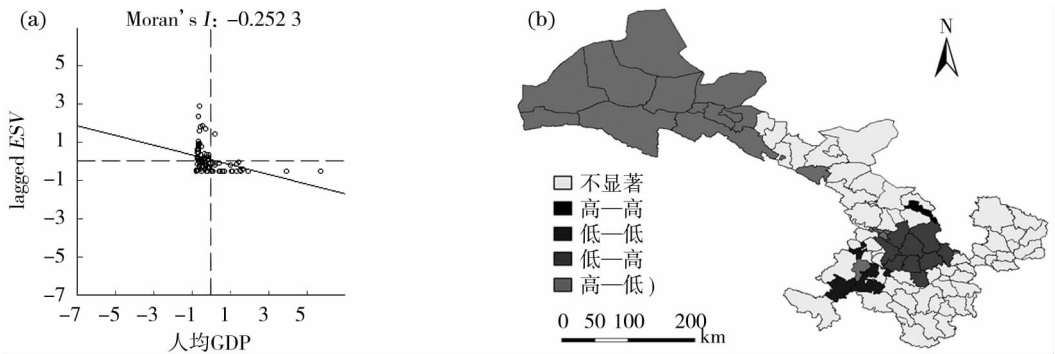 (a)
Moran's I: -0.252 3
lagged ESV
5
3
1
-1
-3
-5
-7
-7 -5 -3 -1 1 3 5
人均GDP
(b)
N
不显著
高—高
低—低
低—高
高—低)
0 50 100 200
km